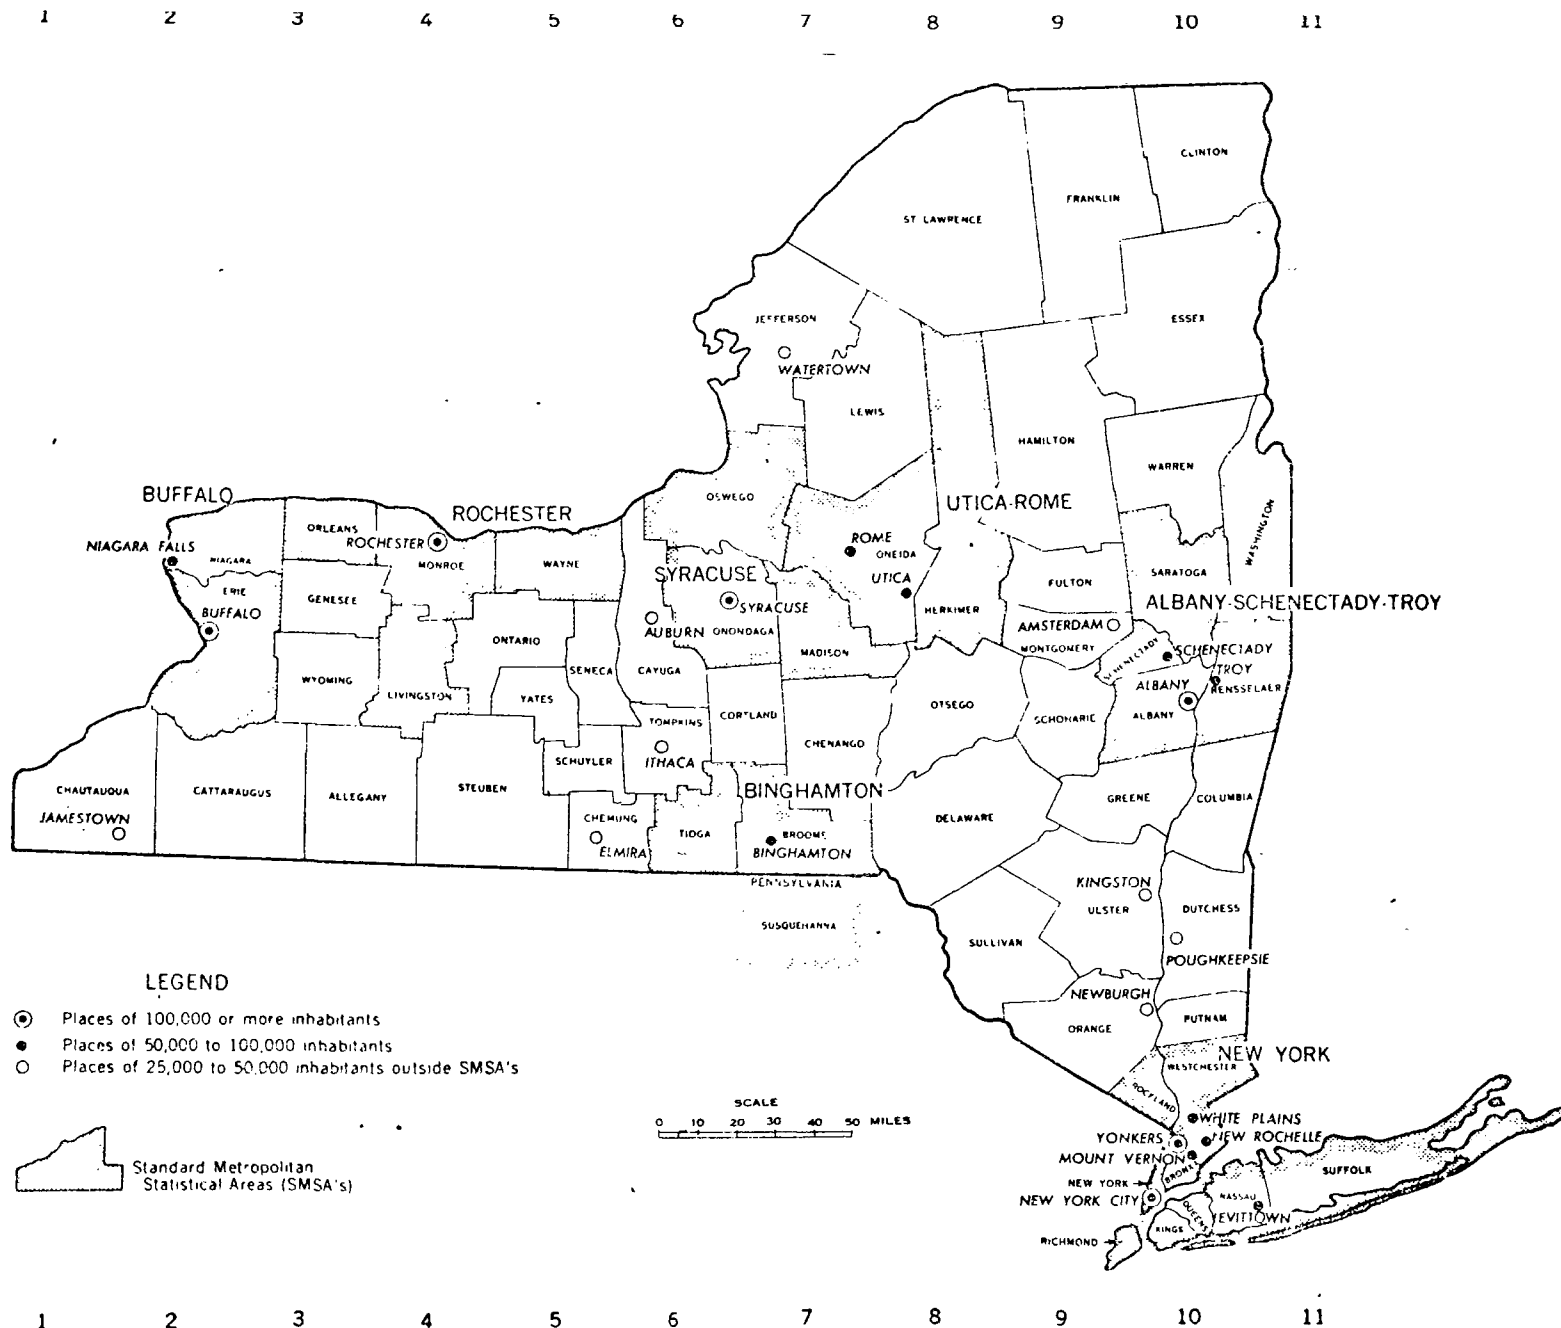 1 2 3 4 5 6 7 8 9 10 11
CLINTON
FRANKLIN
ST LAWRENCE
JEFFERSON
ESSEX
WATERTOWN
LEWIS
HAMILTON
WARREN
BUFFALO
OSWEGO
UTICA-ROME
WASHINGTON
ROCHESTER
ORLEANS
ROCHESTER
ROME
NIAGARA FALLS
NIAGARA
MONROE
WAYNE
ONEIDA
SYRACUSE
UTICA
FULTON
SARATOGA
ERIE
GENESEE
BUFFALO
SYRACUSE
HERKIMER
ALBANY-SCHENECTADY-TROY
AUBURN
ONONDAGA
AMSTERDAM
ONTARIO
MADISON
MONTGOMERY
SCHENECTADY
SCHENECTADY
WYOMING
SENECA
CAYUGA
TROY
LIVINGSTON
YATES
ALBANY
RENSSELAER
OTSEGO
CORTLAND
TOMPKINS
SCHOHARIE
ALBANY
CHENANGO
SCHUYLER
ITHACA
CHAUTAUQUA
CATTARAUGUS
ALLEGANY
STEUBEN
BINGHAMTON
GREENE
COLUMBIA
JAMESTOWN
CHEMUNG
DELAWARE
TIOGA
BROOME
ELMIRA
BINGHAMTON
PENNSYLVANIA
KINGSTON
ULSTER
DUTCHESS
SUSQUEHANNA
SULLIVAN
POUGHKEEPSIE
NEWBURGH
ORANGE
PUTNAM
LEGEND
Places of 100,000 or more inhabitants
Places of 50,000 to 100,000 inhabitants
Places of 25,000 to 50,000 inhabitants outside SMSA's
NEW YORK
WESTCHESTER
ROCKLAND
SCALE
0 10 20 30 40 50 MILES
WHITE PLAINS
YONKERS
NEW ROCHELLE
MOUNT VERNON
BRONX
SUFFOLK
Standard Metropolitan
Statistical Areas (SMSA's)
NEW YORK
NEW YORK CITY
NASSAU
QUEENS
LEVITTOWN
KINGS
RICHMOND
1 2 3 4 5 6 7 8 9 10 11